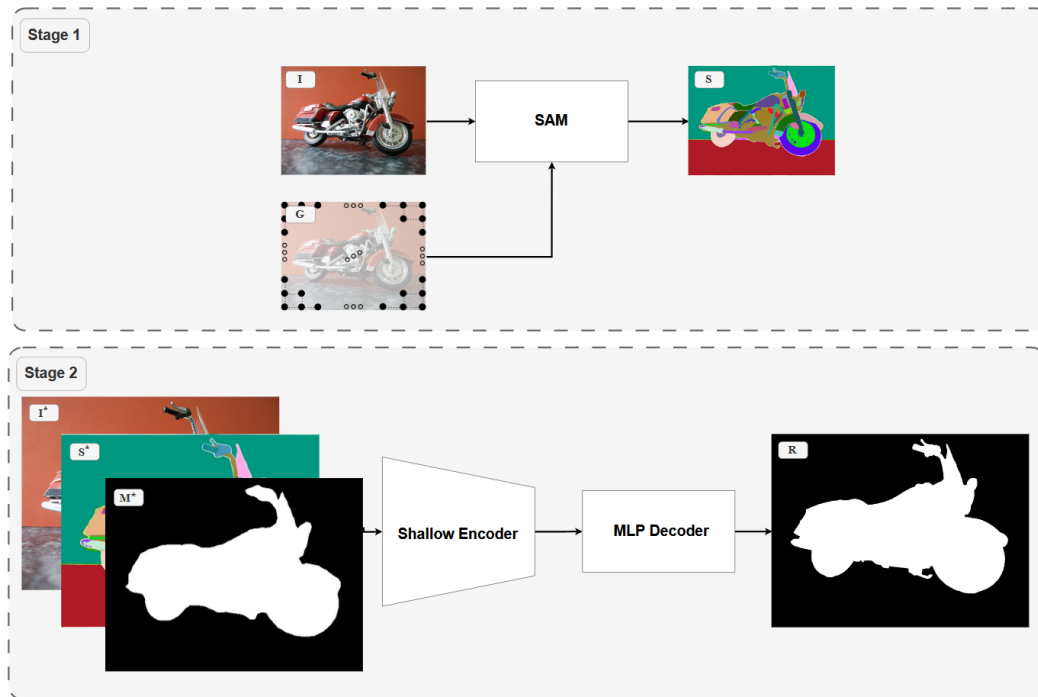 Stage 1
I
SAM
S
G
Stage 2
I*
S*
M*
Shallow Encoder
MLP Decoder
R